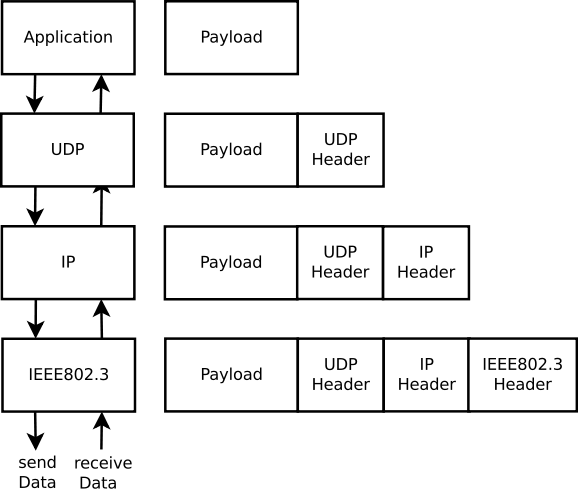 Application
Payload
UDP
Payload
UDP
Header
IP
Payload
UDP
Header
IP
Header
IEEE802.3
Payload
UDP
Header
IP
Header
IEEE802.3
Header
send
Data
receive
Data